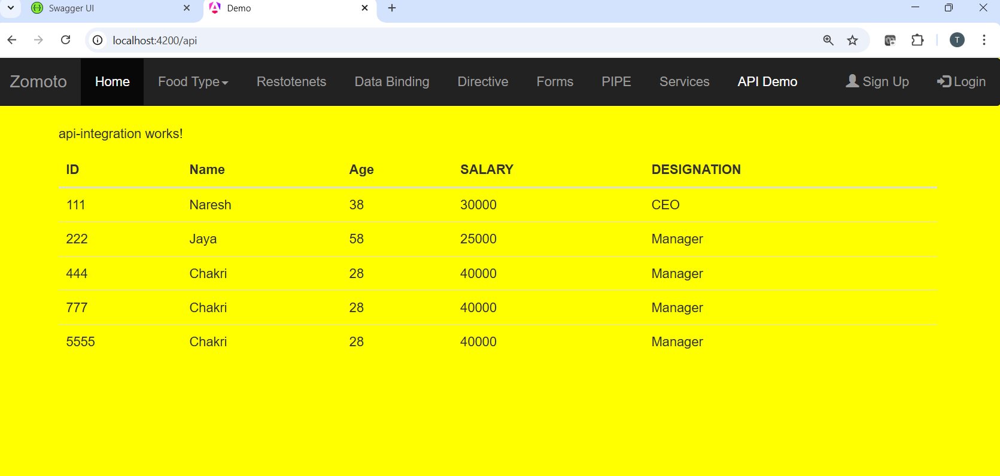 Swagger UI
Demo
localhost:4200/api
T
Zomoto Home Food Type Restotenets Data Binding Directive Forms PIPE Services API Demo Sign Up Login
api-integration works!
ID Name Age SALARY DESIGNATION
111 Naresh 38 30000 CEO
222 Jaya 58 25000 Manager
444 Chakri 28 40000 Manager
777 Chakri 28 40000 Manager
5555 Chakri 28 40000 Manager